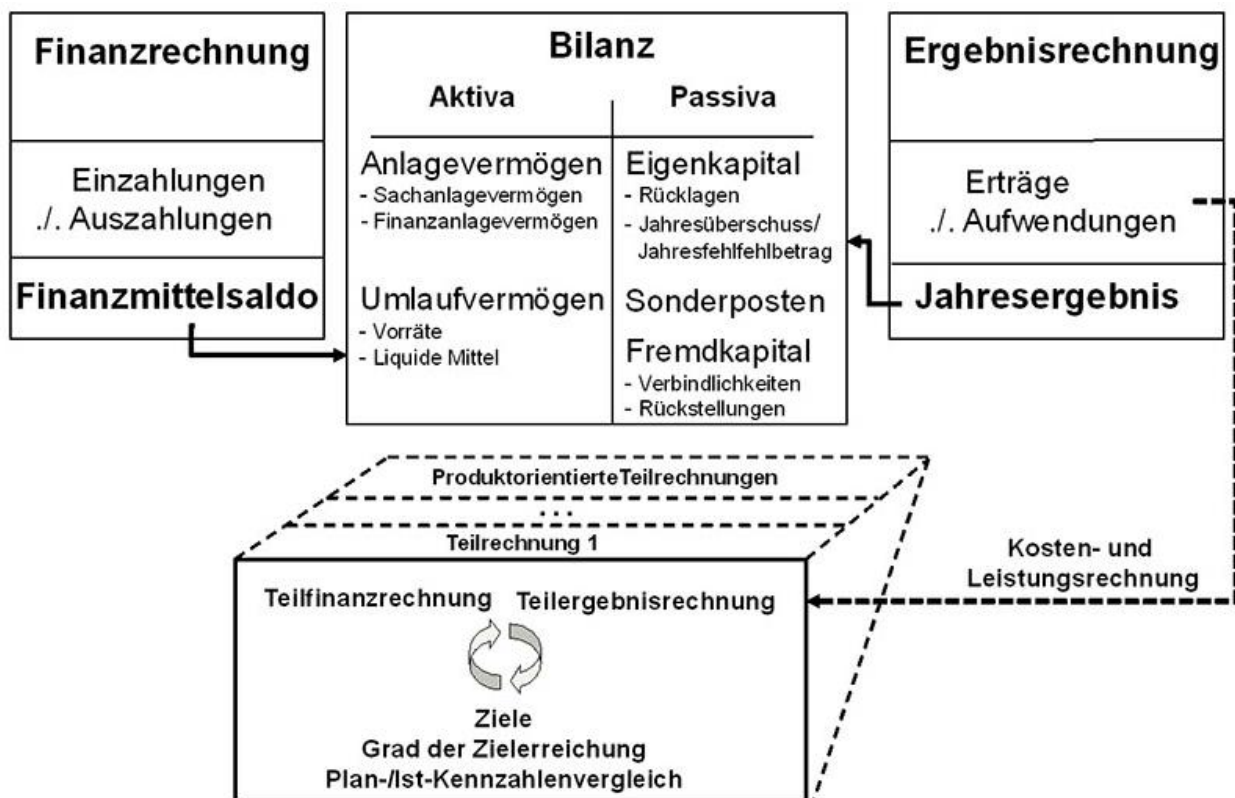 Finanzrechnung
Einzahlungen
./. Auszahlungen
Finanzmittelsaldo
Bilanz
Aktiva
Anlagevermögen
- Sachanlagevermögen
- Finanzanlagevermögen
Umlaufvermögen
- Vorräte
- Liquide Mittel
Passiva
Eigenkapital
- Rücklagen
- Jahresüberschuss/
Jahresfehlfehlbetrag
Sonderposten
Fremdkapital
- Verbindlichkeiten
- Rückstellungen
Ergebnisrechnung
Erträge
./. Aufwendungen
Jahresergebnis
ProduktorientierteTeilrechnungen
...
Teilrechnung 1
Kosten- und
Leistungsrechnung
Teilfinanzrechnung
Teilergebnisrechnung
Ziele
Grad der Zielerreichung
Plan-/Ist-Kennzahlenvergleich